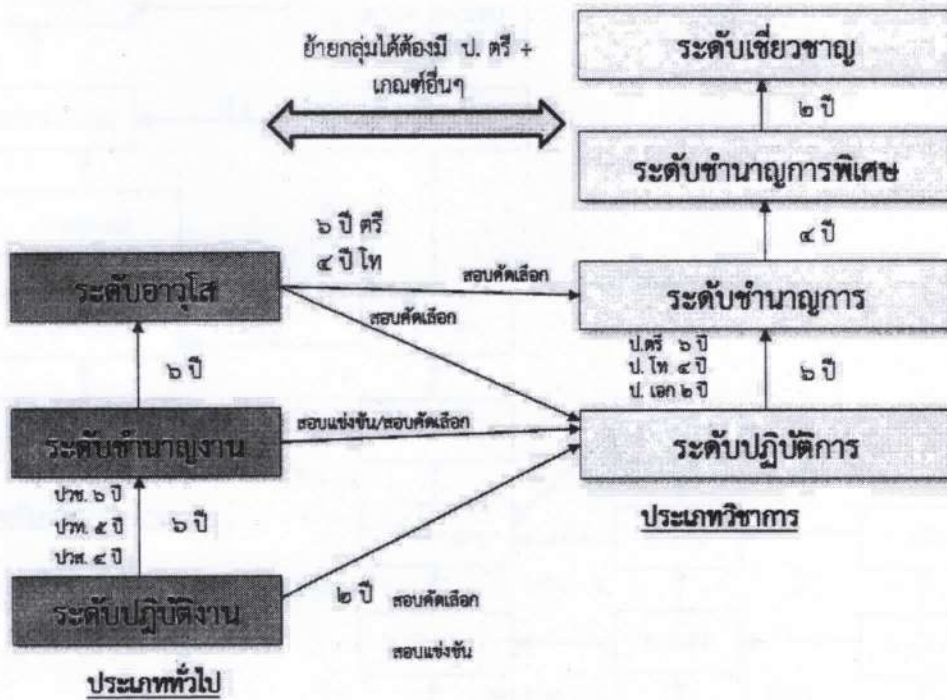 ย้ายกลุ่มได้ต้องมี ป. ตรี +
เกณฑ์อื่นๆ
ระดับเชี่ยวชาญ
๒ ปี
ระดับชำนาญการพิเศษ
๔ ปี
๖ ปี ตรี
๔ ปี โท
ระดับอาวุโส
สอบคัดเลือก
ระดับชำนาญการ
สอบคัดเลือก
ป.ตรี ๖ ปี
ป. โท ๔ ปี
ป. เอก ๒ ปี
๖ ปี
๖ ปี
สอบแข่งขัน/สอบคัดเลือก
ระดับชำนาญงาน
ระดับปฏิบัติการ
ประเภทวิชาการ
ปวช. ๖ ปี
ปวท. ๕ ปี
ปวส. ๔ ปี
๖ ปี
ระดับปฏิบัติงาน
๒ ปี สอบคัดเลือก
สอบแข่งขัน
ประเภททั่วไป